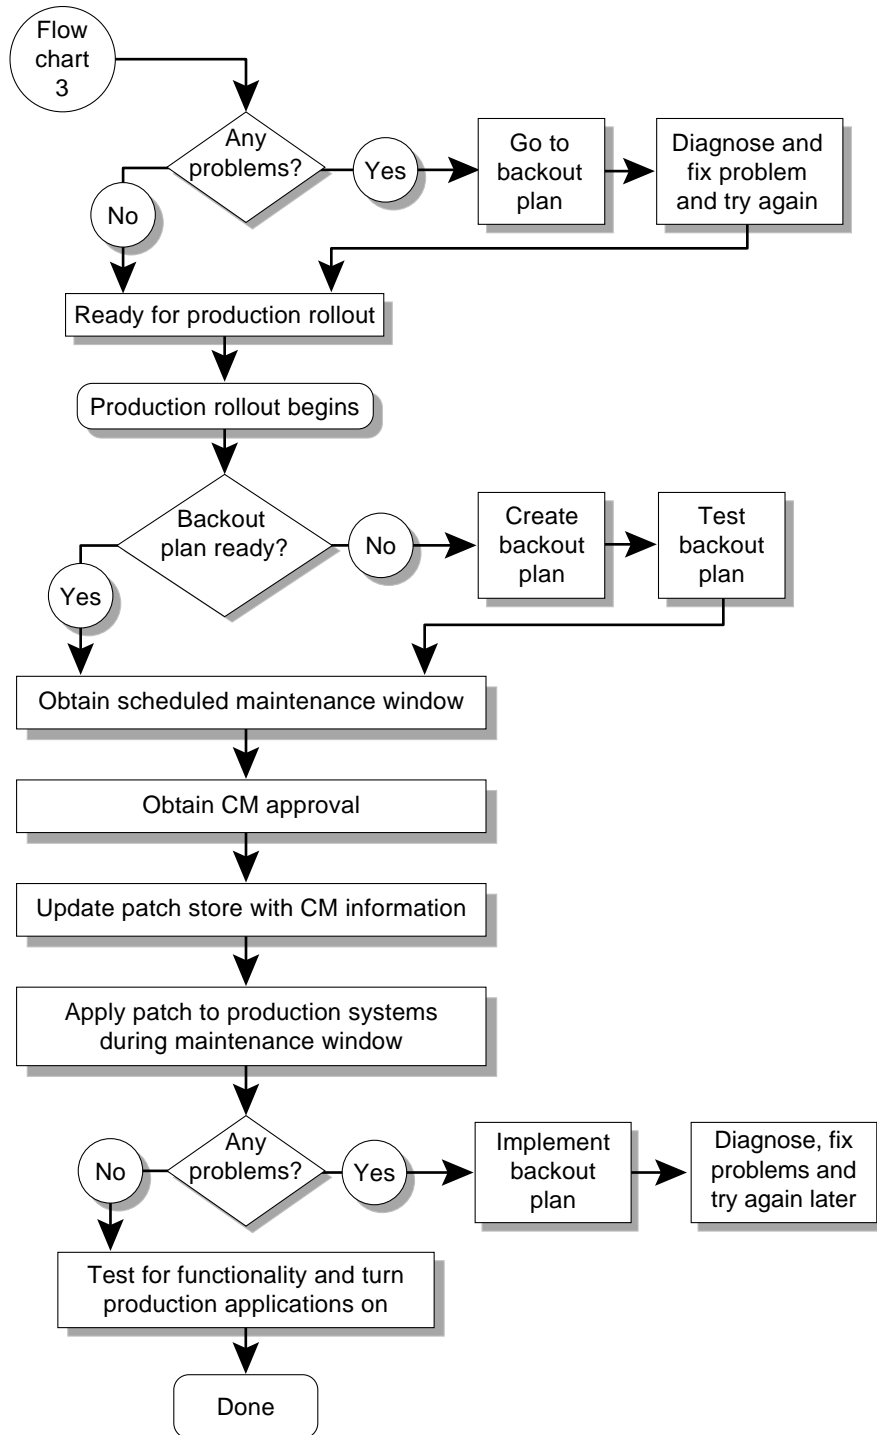 Flow
chart
3
Any
problems?
Yes
Go to
backout
plan
Diagnose and
fix problem
and try again
No
Ready for production rollout
Production rollout begins
Backout
plan ready?
No
Create
backout
plan
Test
backout
plan
Yes
Obtain scheduled maintenance window
Obtain CM approval
Update patch store with CM information
Apply patch to production systems
during maintenance window
Any
problems?
No
Yes
Implement
backout
plan
Diagnose, fix
problems and
try again later
Test for functionality and turn
production applications on
Done